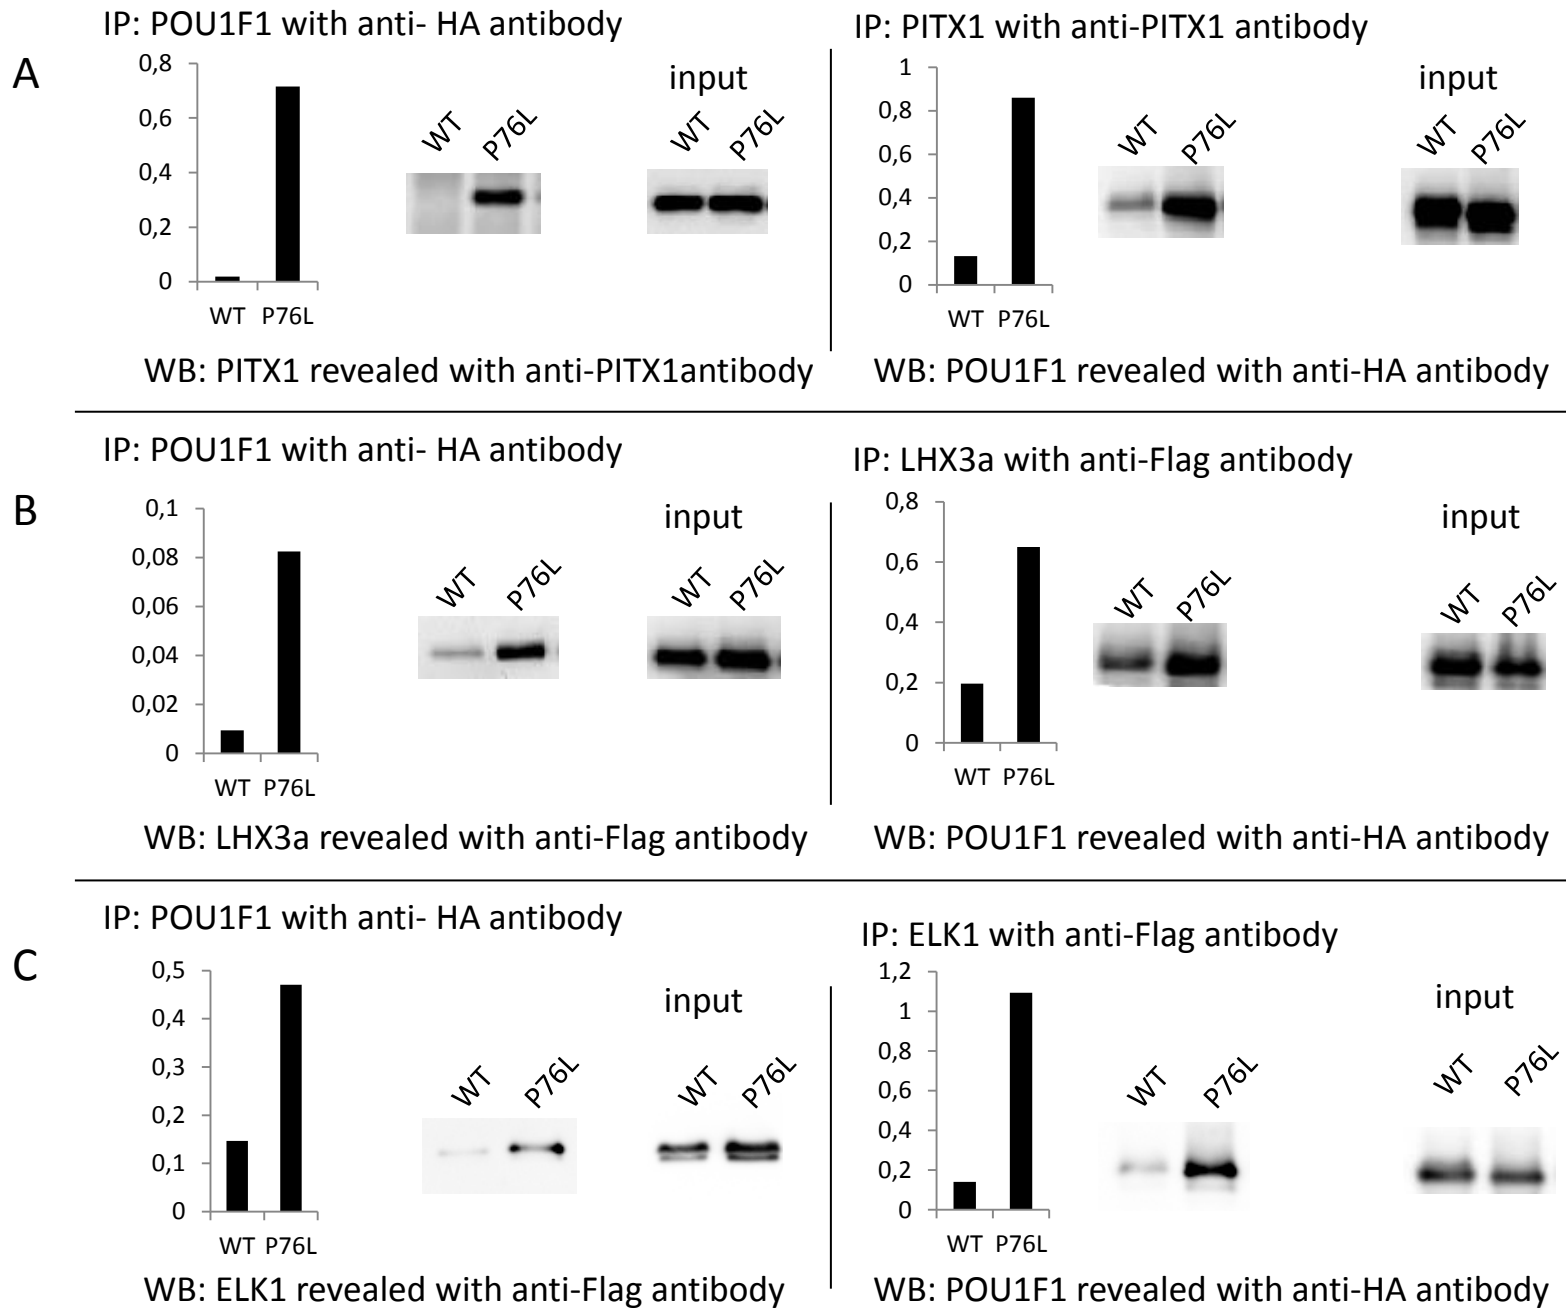 A
IP: POU1F1 with anti- HA antibody
0,8
0,6
0,4
0,2
0
WT P76L
WT P76L
input
WT P76L
WB: PITX1 revealed with anti-PITX1antibody
IP: PITX1 with anti-PITX1 antibody
1
0,8
0,6
0,4
0,2
0
WT P76L
WT P76L
input
WT P76L
WB: POU1F1 revealed with anti-HA antibody
B
IP: POU1F1 with anti- HA antibody
0,1
0,08
0,06
0,04
0,02
0
WT P76L
WT P76L
input
WT P76L
WB: LHX3a revealed with anti-Flag antibody
IP: LHX3a with anti-Flag antibody
0,8
0,6
0,4
0,2
0
WT P76L
WT P76L
input
WT P76L
WB: POU1F1 revealed with anti-HA antibody
C
IP: POU1F1 with anti- HA antibody
0,5
0,4
0,3
0,2
0,1
0
WT P76L
WT P76L
input
WT P76L
WB: ELK1 revealed with anti-Flag antibody
IP: ELK1 with anti-Flag antibody
1,2
1
0,8
0,6
0,4
0,2
0
WT P76L
WT P76L
input
WT P76L
WB: POU1F1 revealed with anti-HA antibody